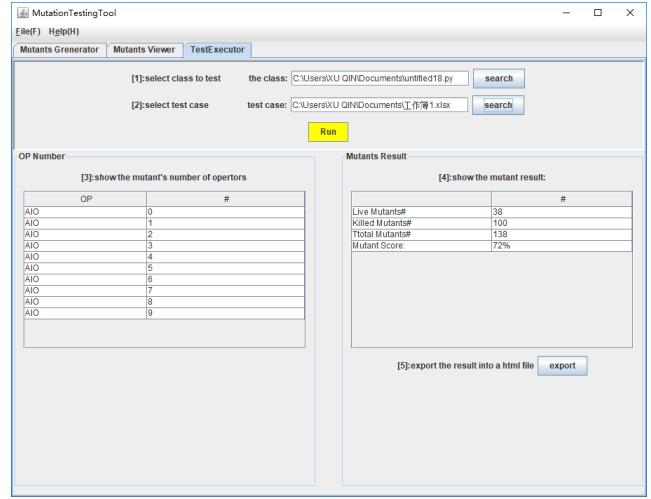 MutationTestingTool
File(F) Help(H)
Mutants Grenerator Mutants Viewer TestExecutor
[1]:select class to test the class: C:\Users\XU QIN\Documents\untitled18.py search
[2]:select test case test case: C:\Users\XU QIN\Documents\工作簿1.xlsx search
Run
OP Number
[3]:show the mutant's number of opertors
OP #
AIO 0
AIO 1
AIO 2
AIO 3
AIO 4
AIO 5
AIO 6
AIO 7
AIO 8
AIO 9
Mutants Result
[4]:show the mutant result:
#
Live Mutants# 38
Killed Mutants# 100
Ttotal Mutants# 138
Mutant Score: 72%
[5]:export the result into a html file export